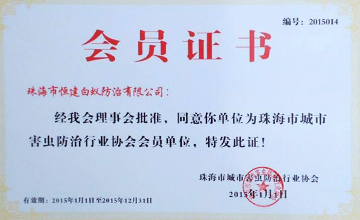 编号：2015014
会员证书
珠海市恒建白蚁防治有限公司：
经我会理事会批准，同意你单位为珠海市城市
害虫防治行业协会会员单位，特发此证！
珠海市城市害虫防治行业协会
2015年1月1日
有效期：2015年1月1日至2015年12月31日